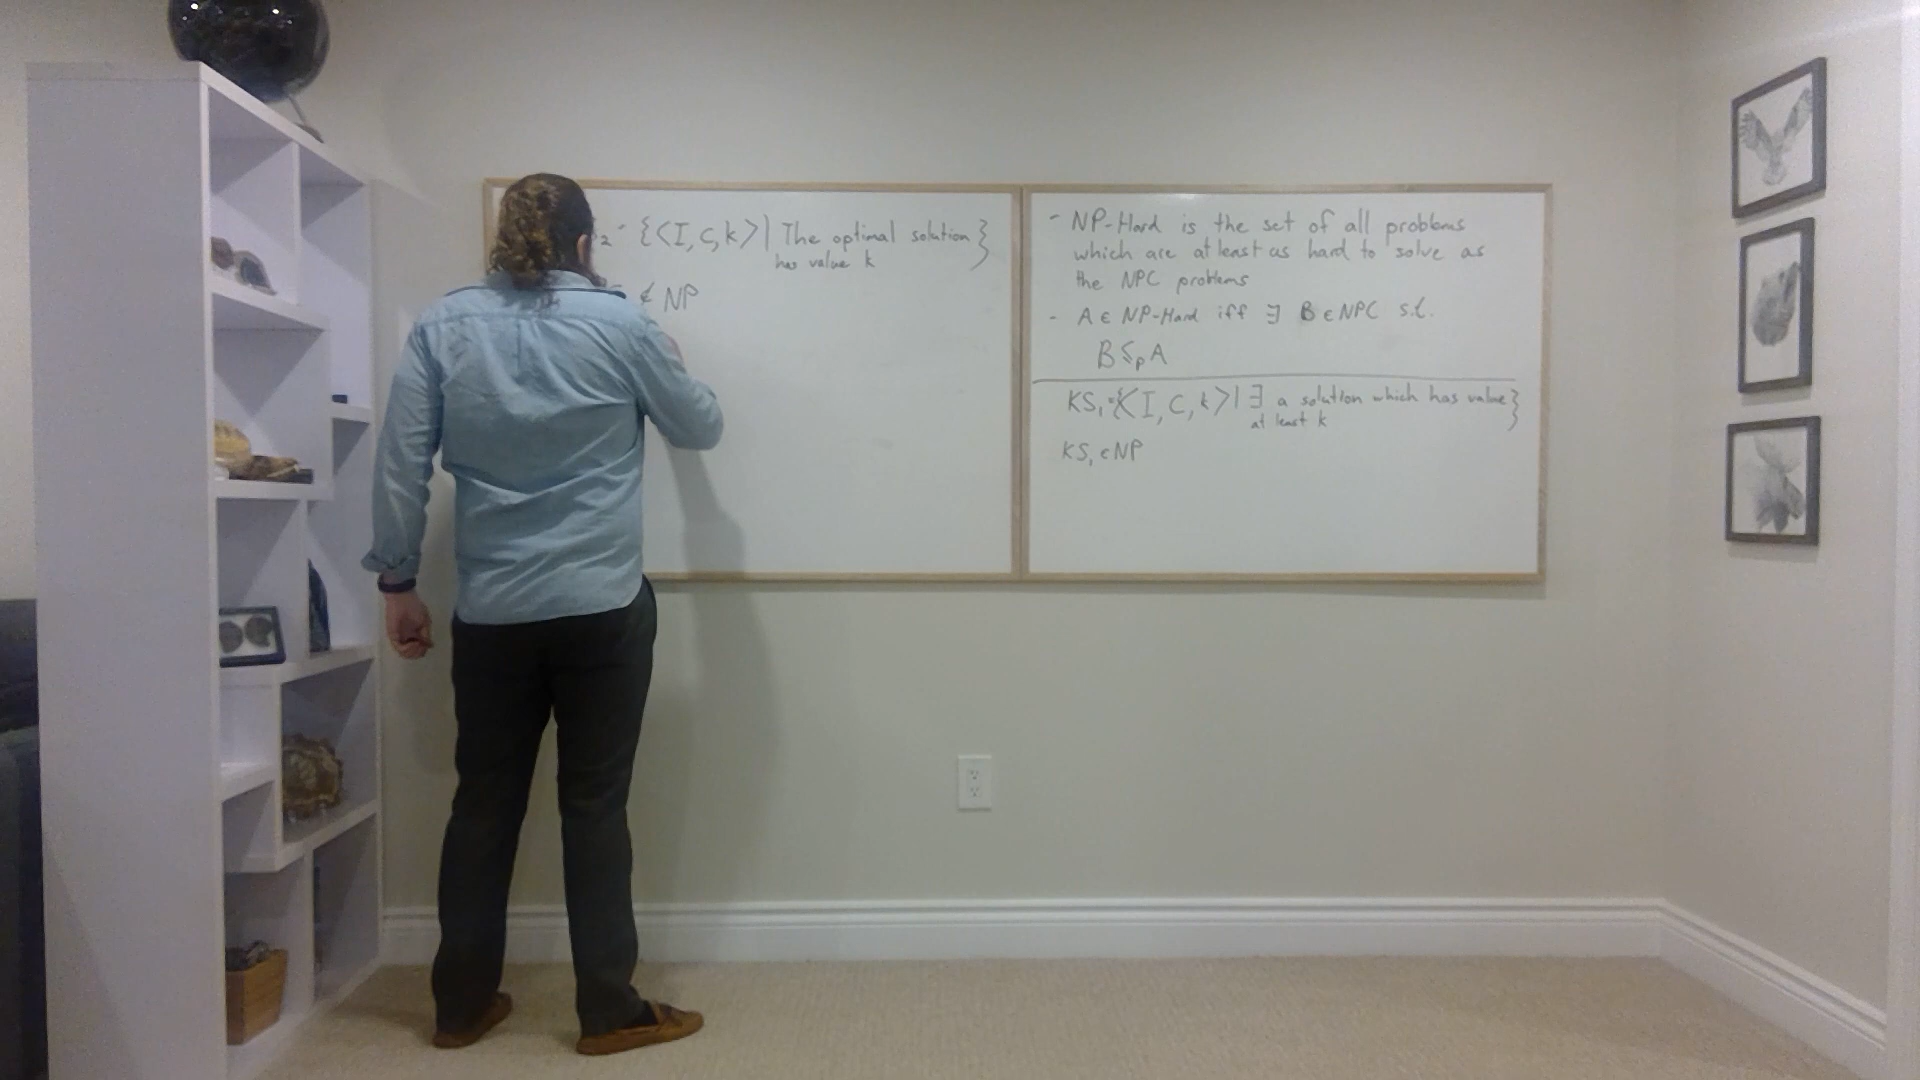 2 = {<I, C, k> | The optimal solution }
has value k
∉ NP
- NP-Hard is the set of all problems
which are at least as hard to solve as
the NPC problems
- A ∈ NP-Hard iff ∃ B ∈ NPC s.t.
B ≤p A
KS₁ = {<I, C, k> | ∃ a solution which has value }
at least k
KS₁ ∈ NP